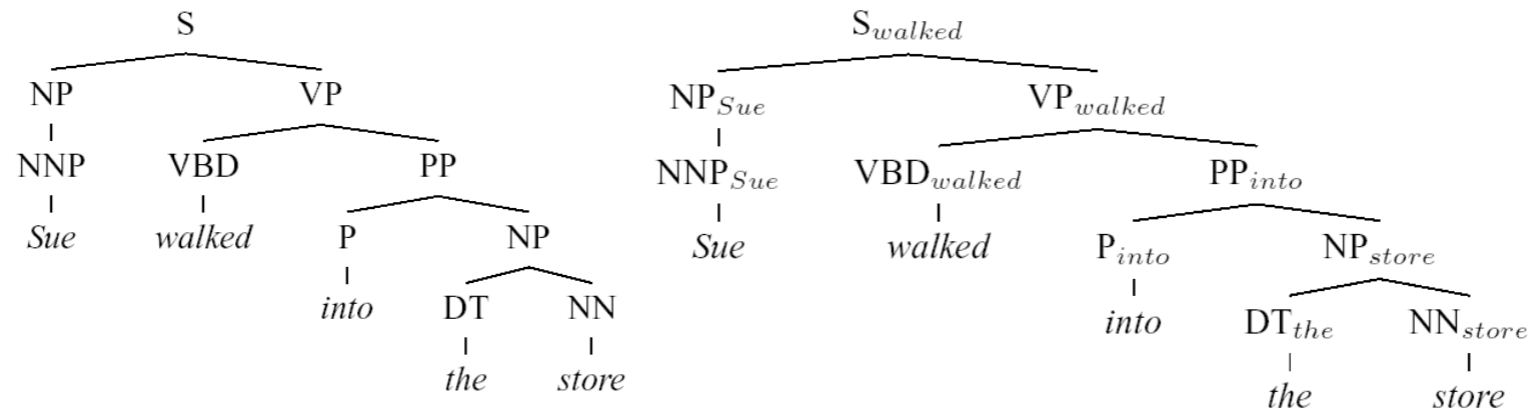 S
NP VP
NNP VBD PP
Sue walked P NP
into DT NN
the store
S_walked
NP_Sue VP_walked
NNP_Sue VBD_walked PP_into
Sue walked P_into NP_store
into DT_the NN_store
the store